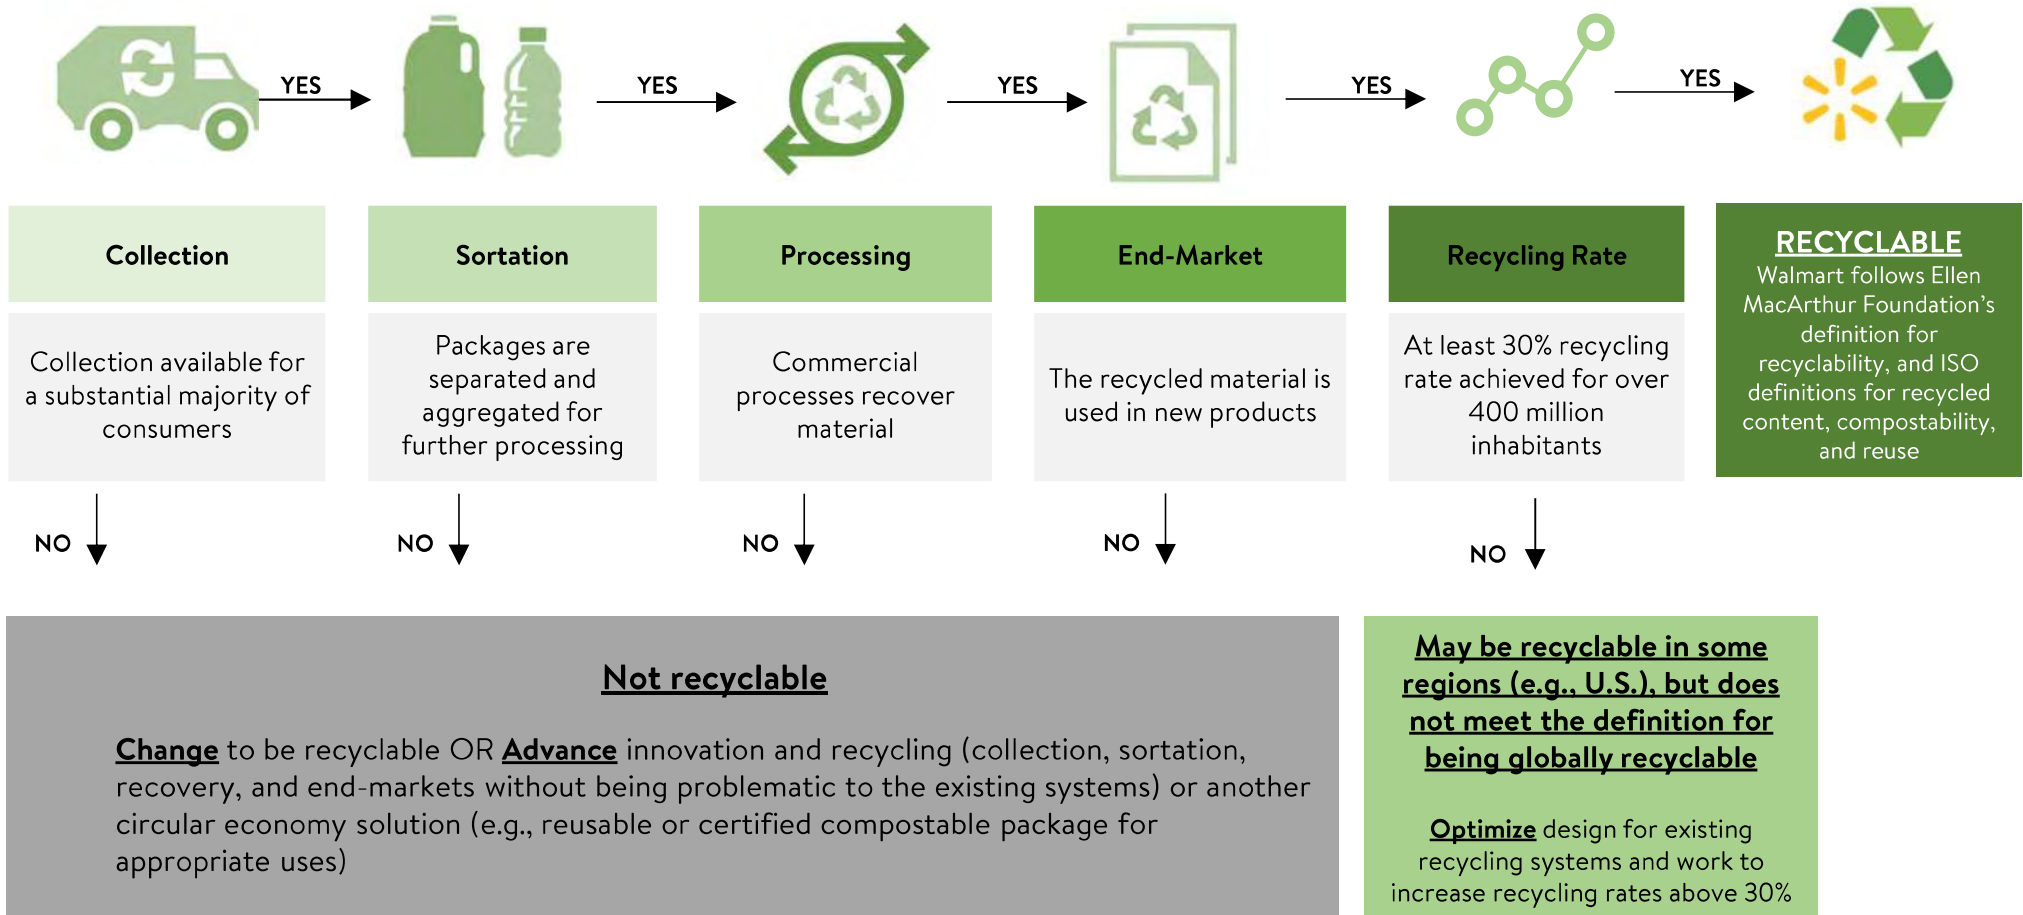 YES
YES
YES
YES
YES
Collection
Sortation
Processing
End-Market
Recycling Rate
RECYCLABLE
Walmart follows Ellen
MacArthur Foundation’s
definition for
recyclability, and ISO
definitions for recycled
content, compostability,
and reuse
Collection available for
a substantial majority of
consumers
Packages are
separated and
aggregated for
further processing
Commercial
processes recover
material
The recycled material is
used in new products
At least 30% recycling
rate achieved for over
400 million
inhabitants
NO
NO
NO
NO
NO
Not recyclable
Change to be recyclable OR Advance innovation and recycling (collection, sortation,
recovery, and end-markets without being problematic to the existing systems) or another
circular economy solution (e.g., reusable or certified compostable package for
appropriate uses)
May be recyclable in some
regions (e.g., U.S.), but does
not meet the definition for
being globally recyclable
Optimize design for existing
recycling systems and work to
increase recycling rates above 30%